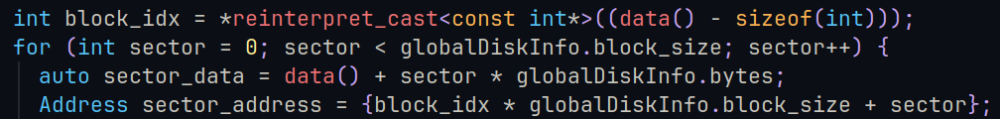 int block_idx = *reinterpret_cast<const int*>((data() - sizeof(int)));
for (int sector = 0; sector < globalDiskInfo.block_size; sector++) {
auto sector_data = data() + sector * globalDiskInfo.bytes;
Address sector_address = {block_idx * globalDiskInfo.block_size + sector};